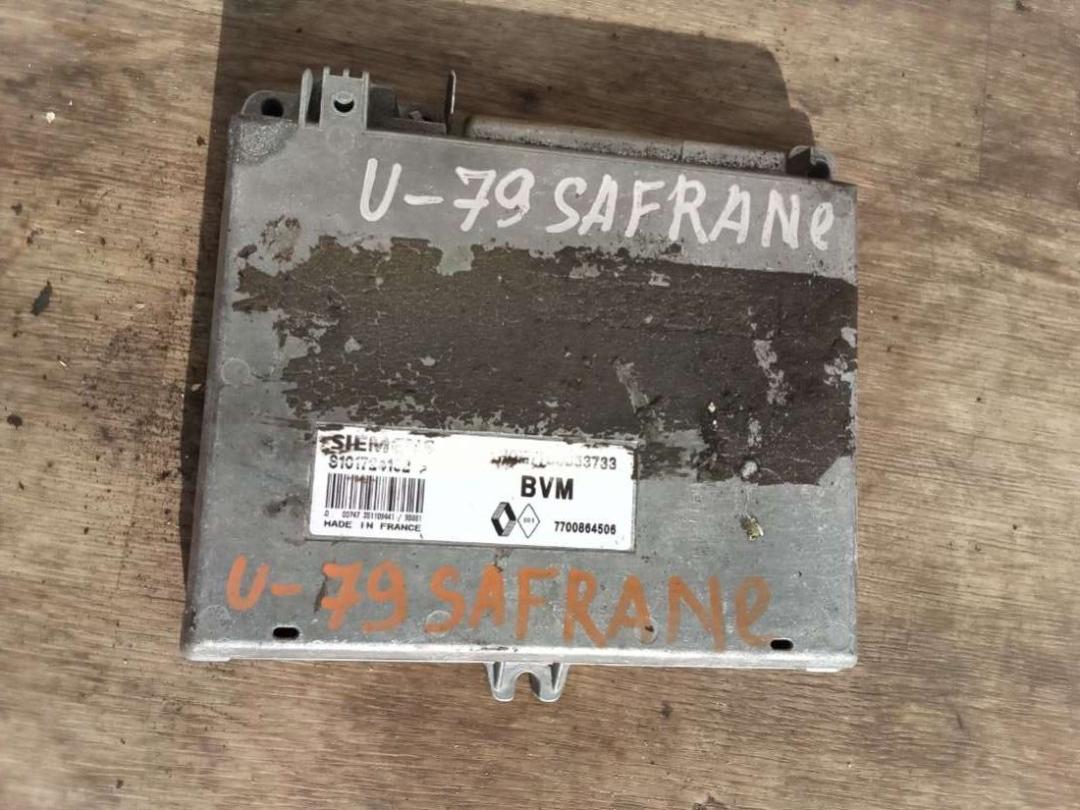 U-79 SAFRANe
SIEMENS
BVM
7700864506
MADE IN FRANCE
U-79 SAFRANe